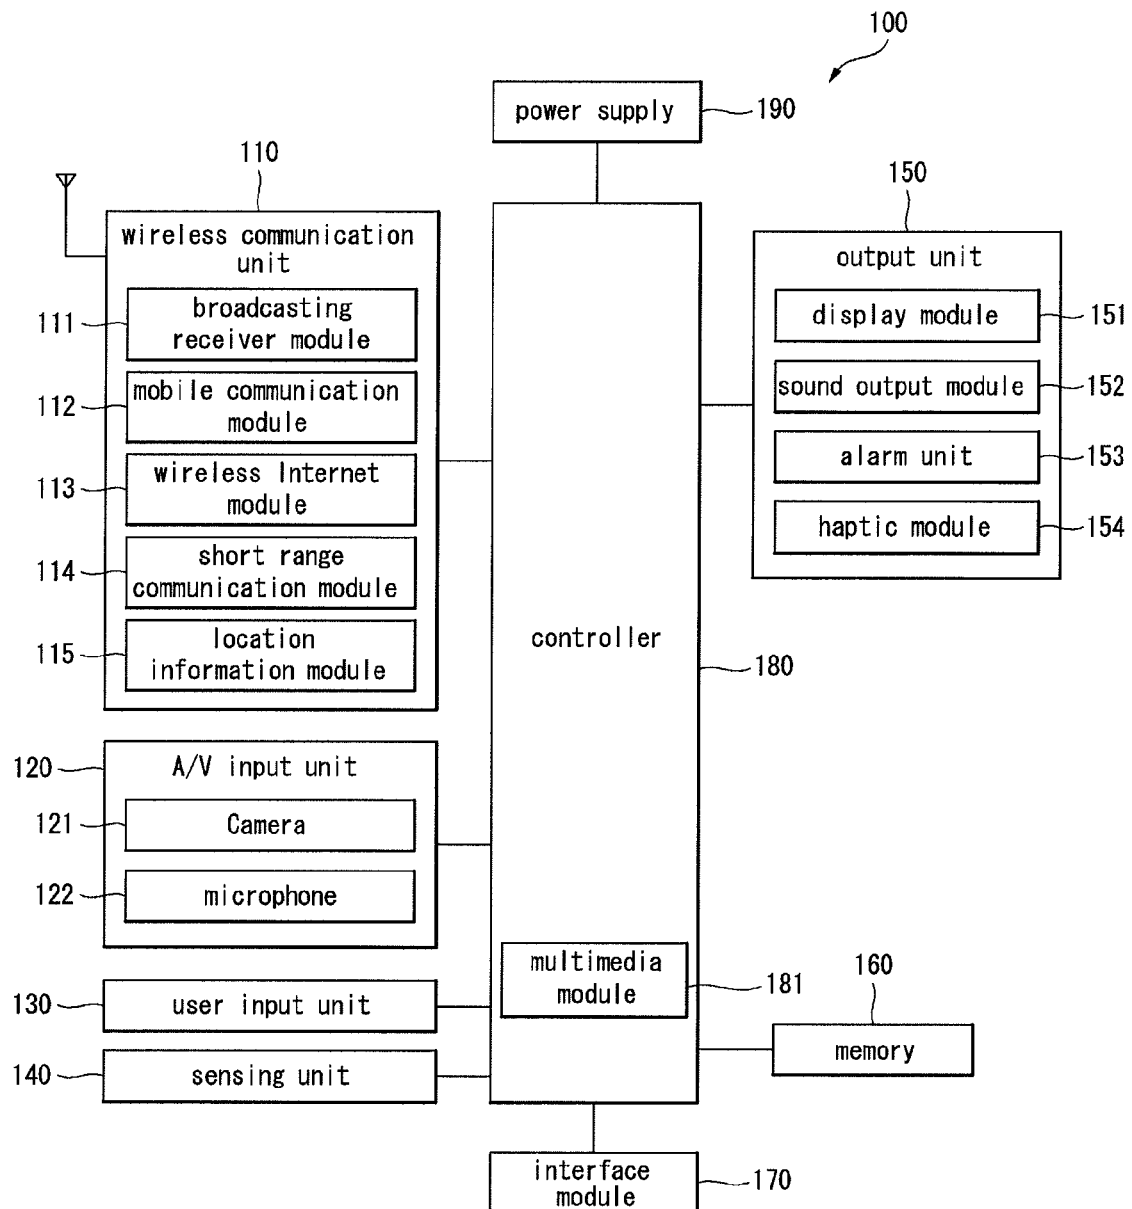 100
power supply
190
110
wireless communication
unit
111
broadcasting
receiver module
112
mobile communication
module
113
wireless Internet
module
114
short range
communication module
115
location
information module
120
A/V input unit
121
Camera
122
microphone
130
user input unit
140
sensing unit
controller
180
multimedia
module
181
150
output unit
display module
151
sound output module
152
alarm unit
153
haptic module
154
160
memory
interface
module
170